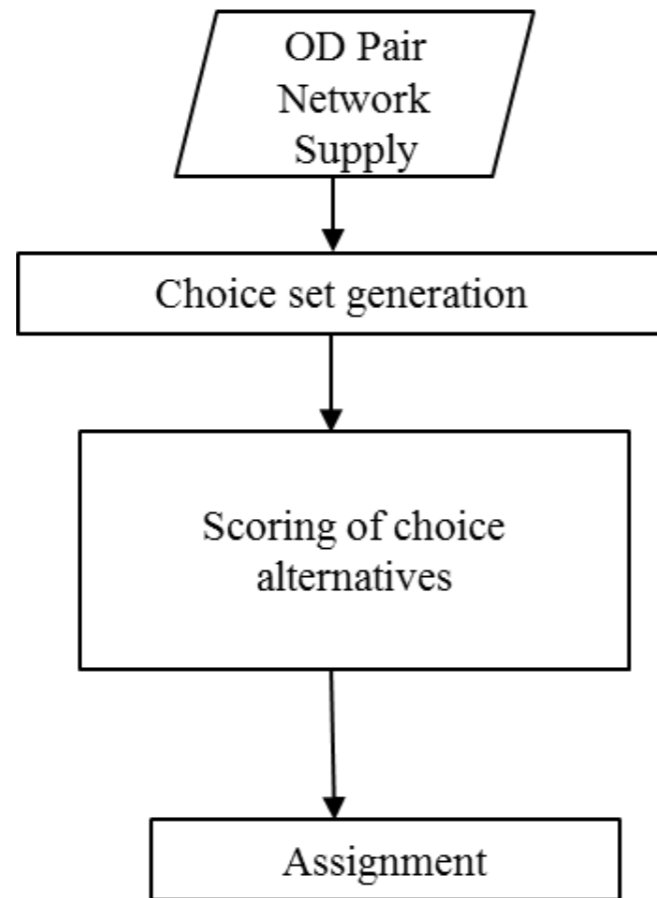 OD Pair
Network
Supply
Choice set generation
Scoring of choice
alternatives
Assignment